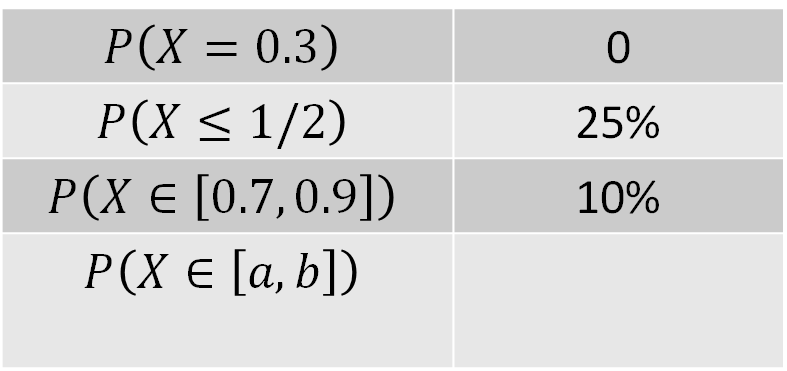 P(X = 0.3) 0
P(X ≤ 1/2) 25%
P(X ∈ [0.7, 0.9]) 10%
P(X ∈ [a, b])